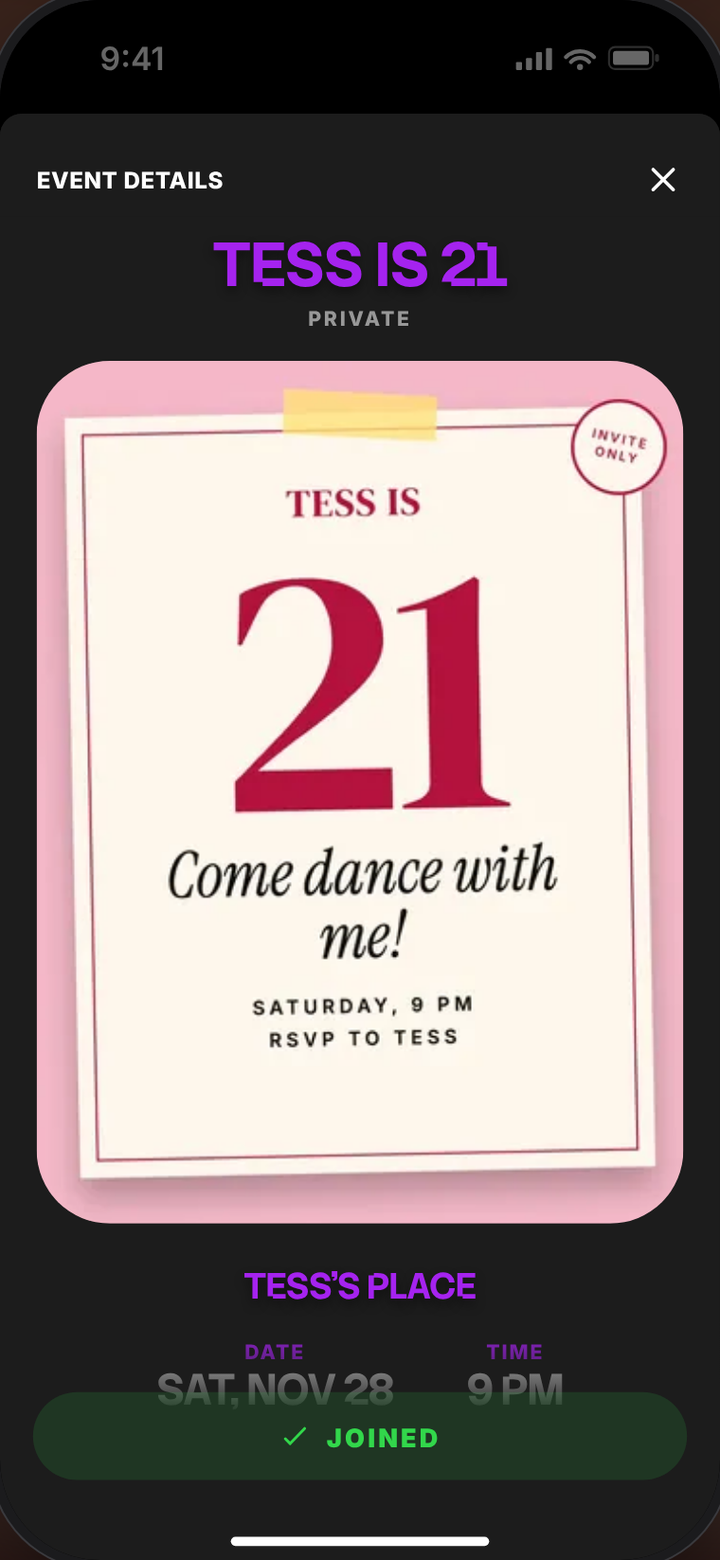 9:41
EVENT DETAILS
TESS IS 21
PRIVATE
INVITE
ONLY
TESS IS
21
Come dance with
me!
SATURDAY, 9 PM
RSVP TO TESS
TESS’S PLACE
DATE
TIME
SAT, NOV 28
9 PM
JOINED